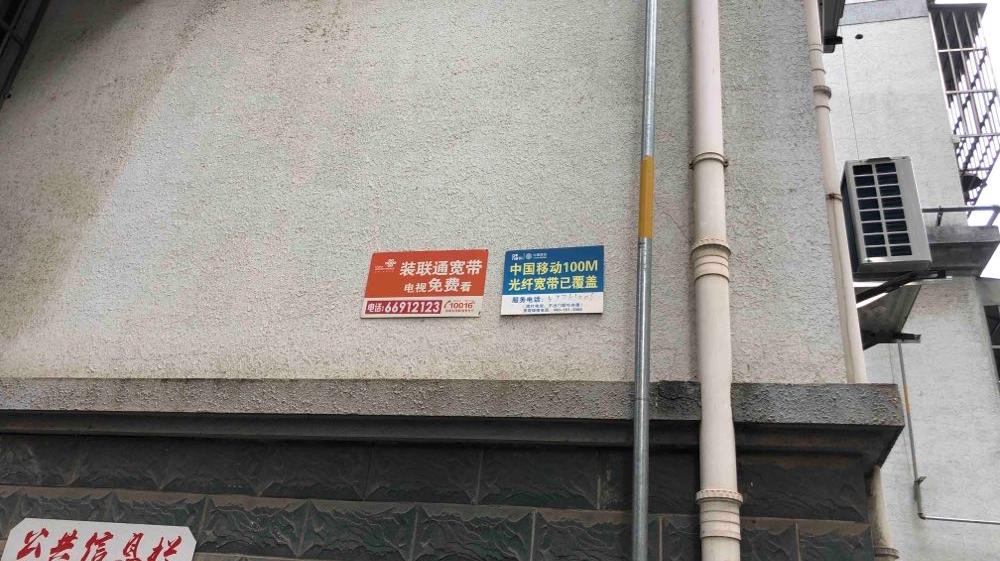 装联通宽带
电视免费看
电话:66912123
10016
中国移动100M
光纤宽带已覆盖
服务电话:
公共信息栏